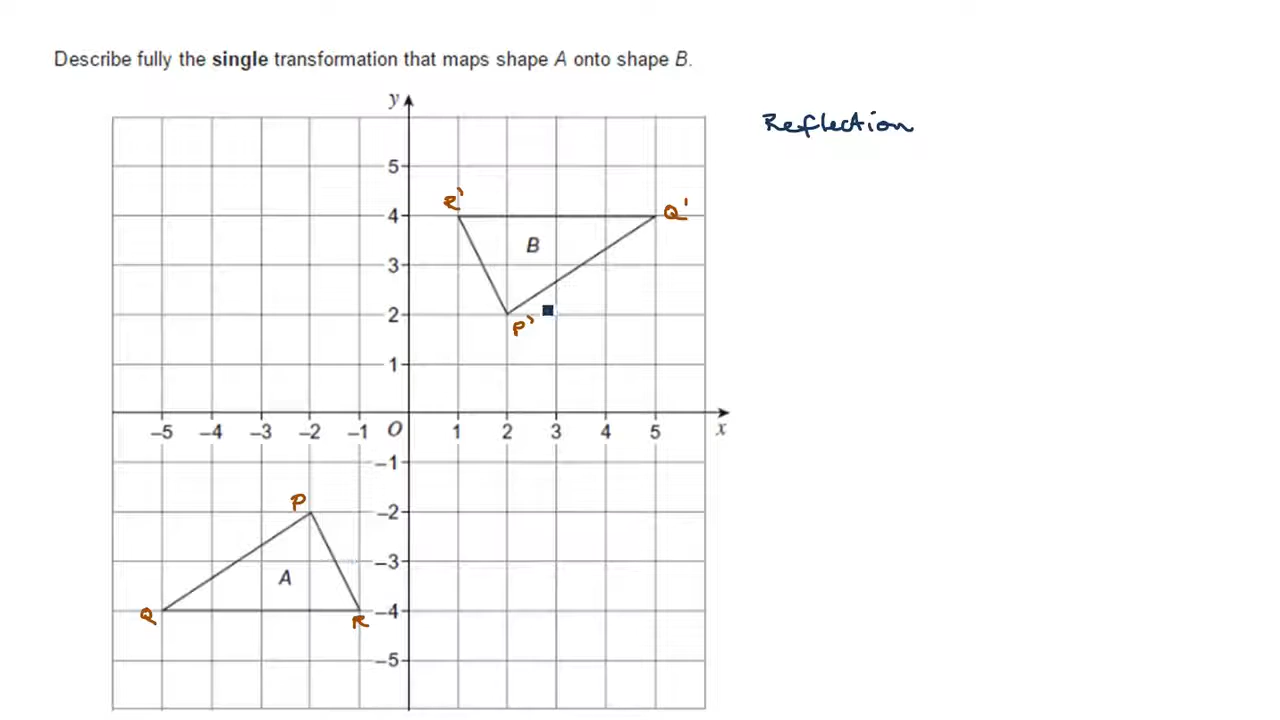 Describe fully the single transformation that maps shape A onto shape B.
y
Reflection
5
R' Q'
4
B
3
2
P'
1
–5 –4 –3 –2 –1 O 1 2 3 4 5 x
–1
P
–2
–3
A
Q R –4
–5